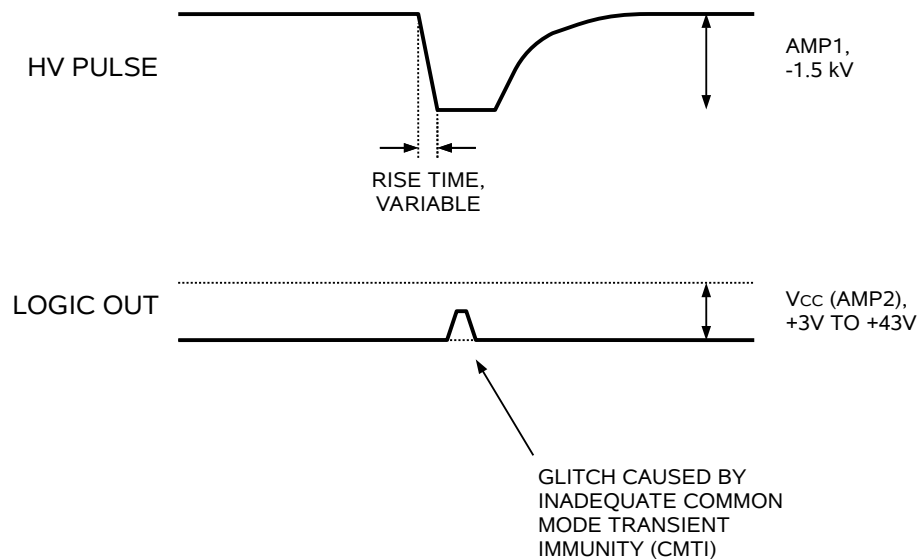 HV PULSE
AMP1,
-1.5 kV
RISE TIME,
VARIABLE
LOGIC OUT
VCC (AMP2),
+3V TO +43V
GLITCH CAUSED BY
INADEQUATE COMMON
MODE TRANSIENT
IMMUNITY (CMTI)